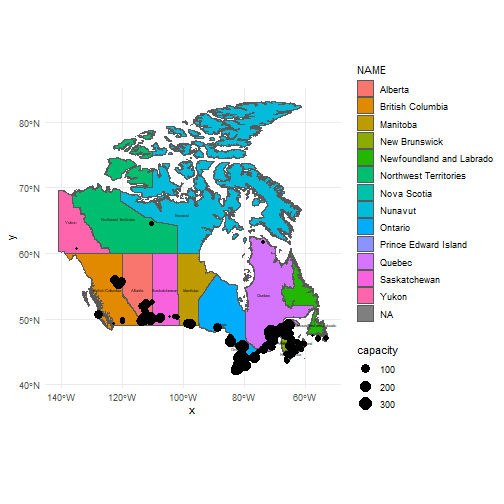 NAME
Alberta
British Columbia
Manitoba
New Brunswick
Newfoundland and Labrado
Northwest Territories
Nova Scotia
Nunavut
Ontario
Prince Edward Island
Quebec
Saskatchewan
Yukon
NA
capacity
100
200
300
80°N
70°N
60°N
50°N
40°N
y
140°W
120°W
100°W
80°W
60°W
x
Yukon
Northwest Territories
Nunavut
British Columbia
Alberta
Saskatchewan
Manitoba
Quebec